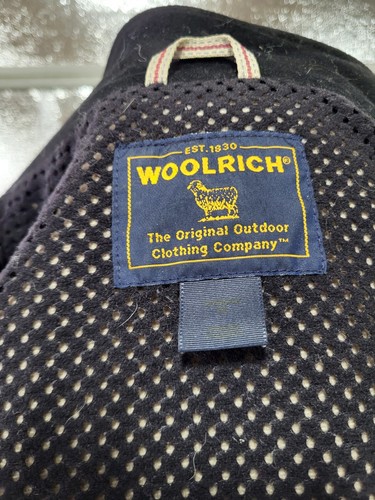 EST. 1830
WOOLRICH®
The Original Outdoor
Clothing Company™